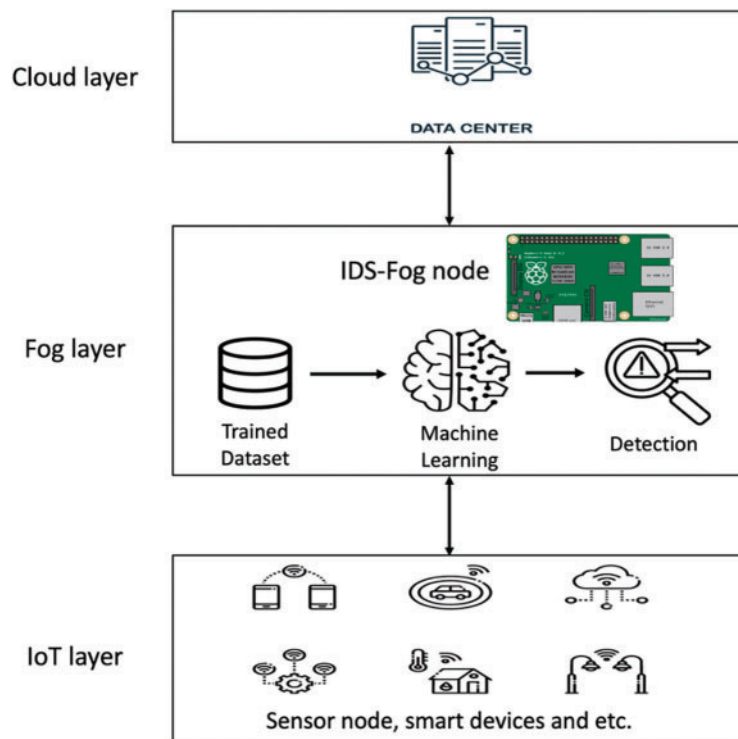 Cloud layer
DATA CENTER
IDS-Fog node
Fog layer
Trained
Dataset
Machine
Learning
Detection
IoT layer
Sensor node, smart devices and etc.